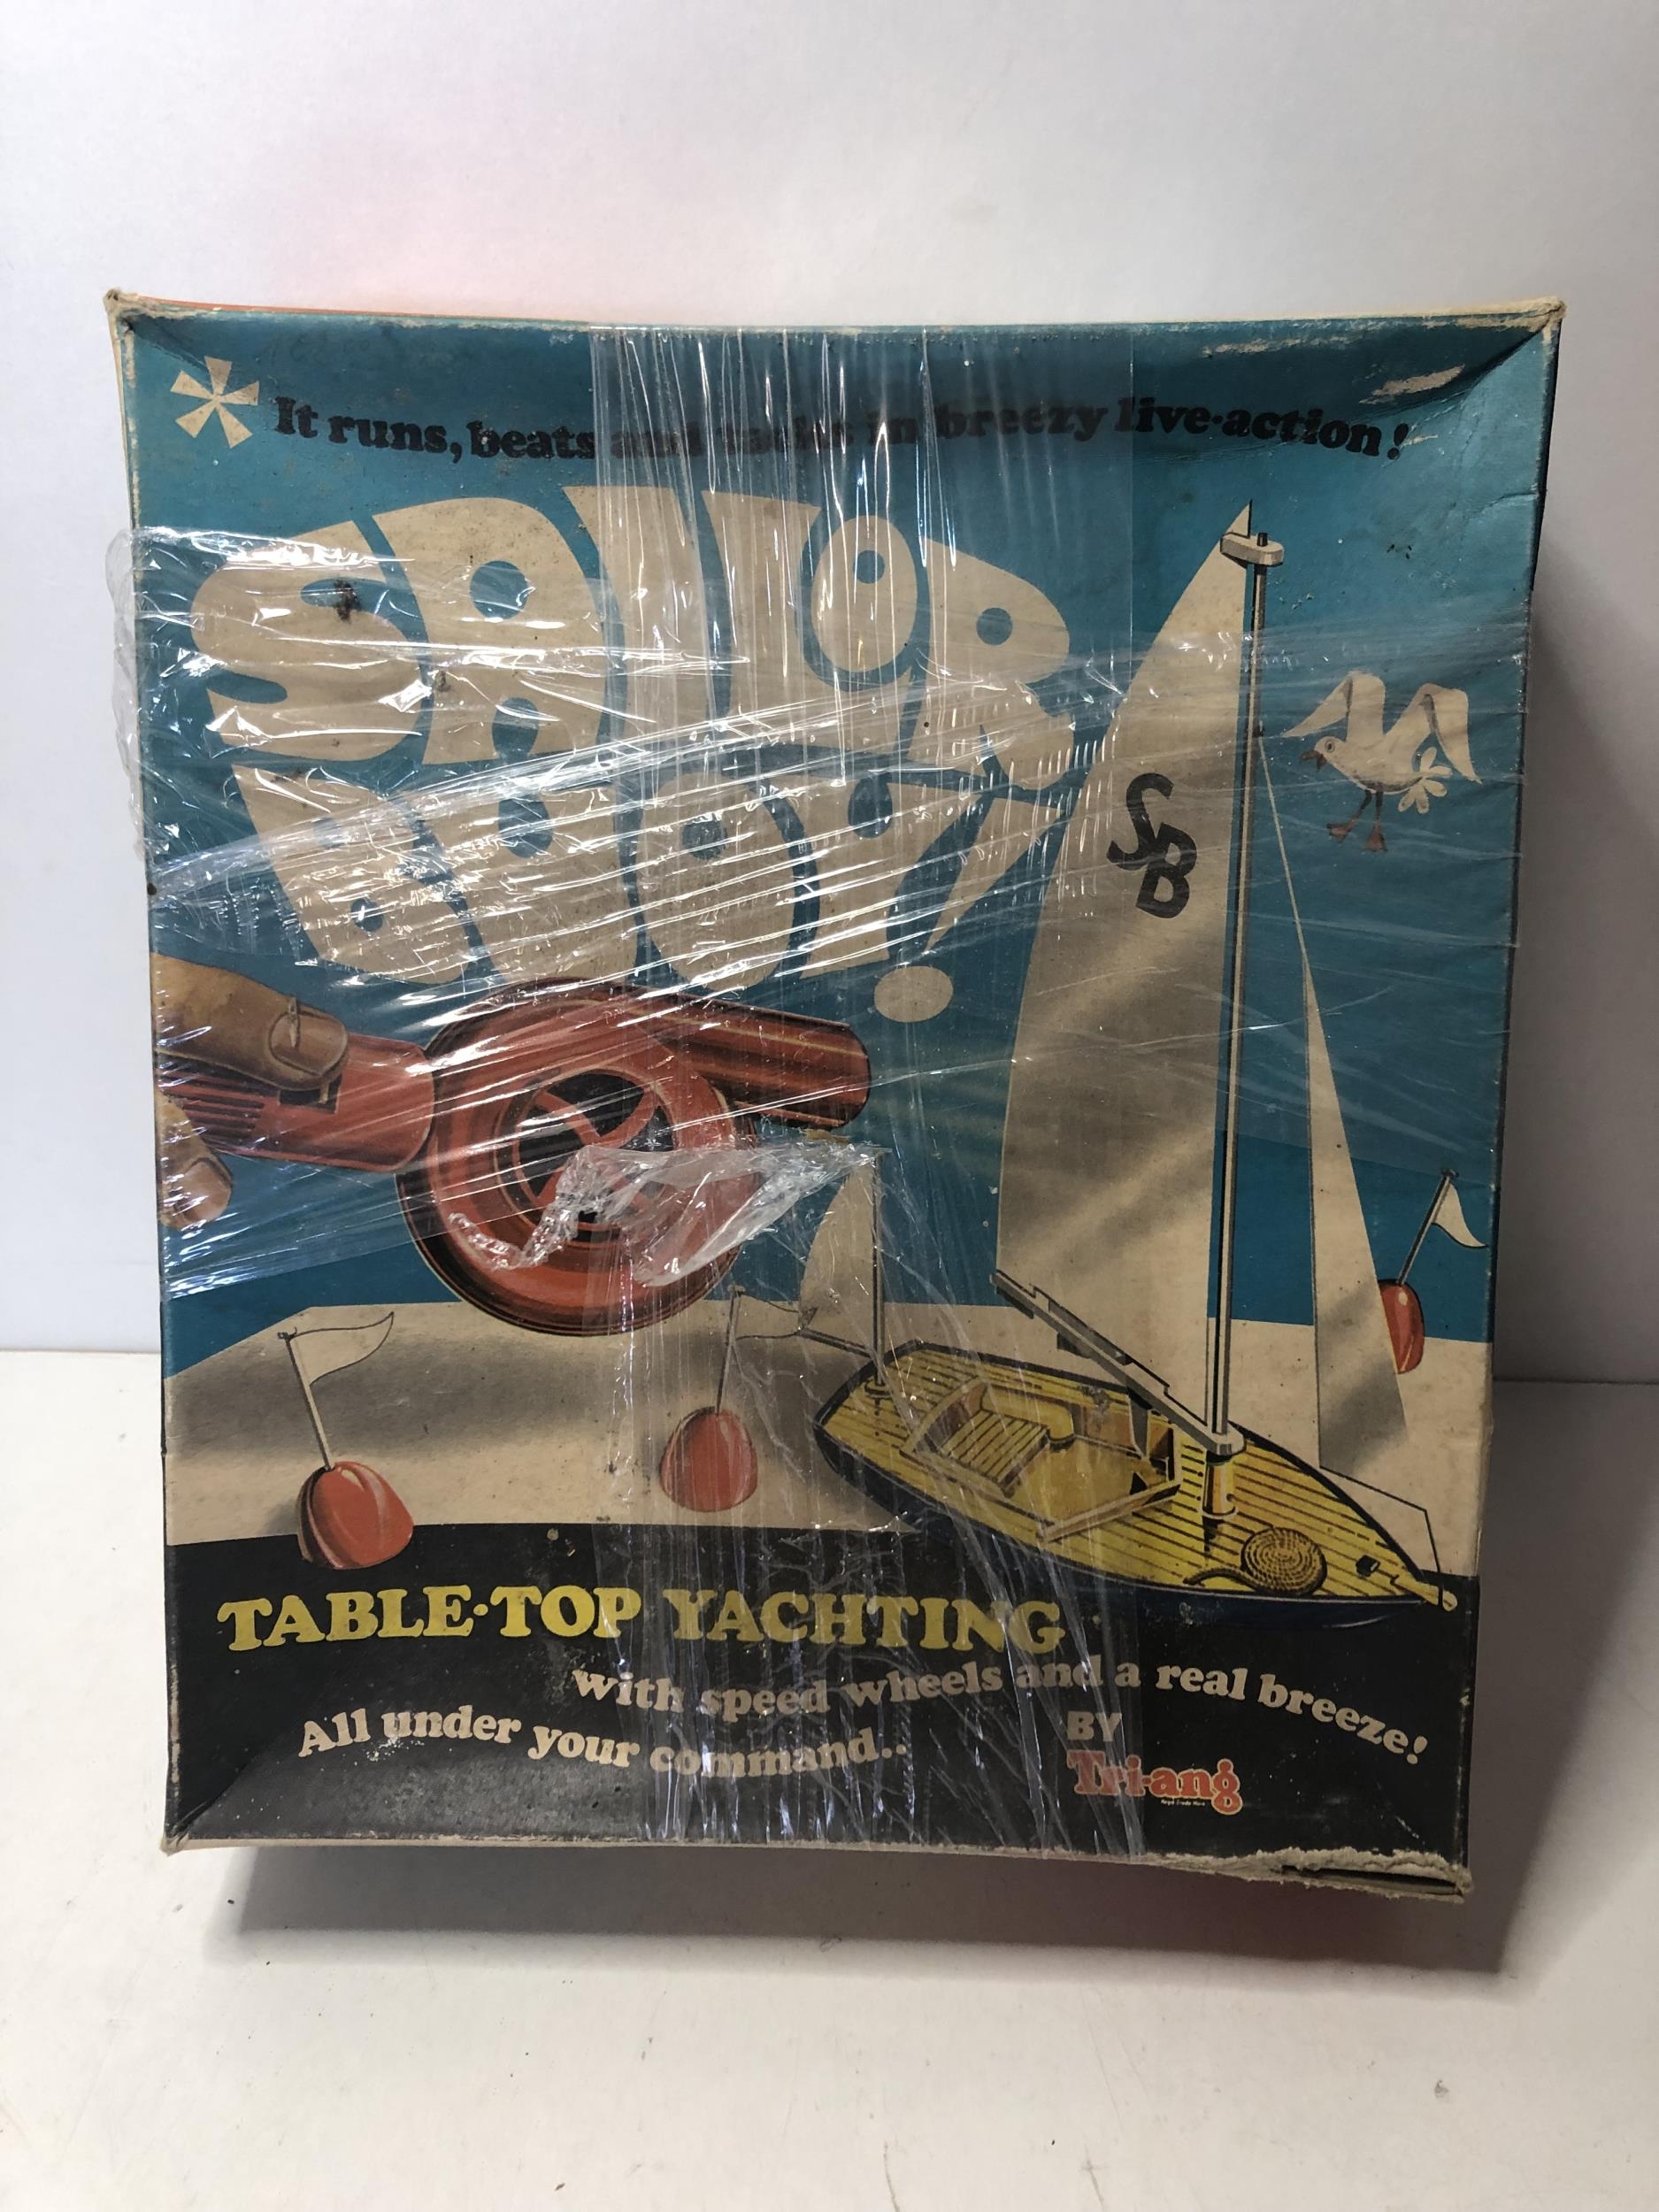 It runs, beats and tacks in breezy live-action!
SAILOR
BUOY!
SB
TABLE-TOP YACHTING
with speed wheels and a real breeze!
All under your command..
BY
Tri-ang